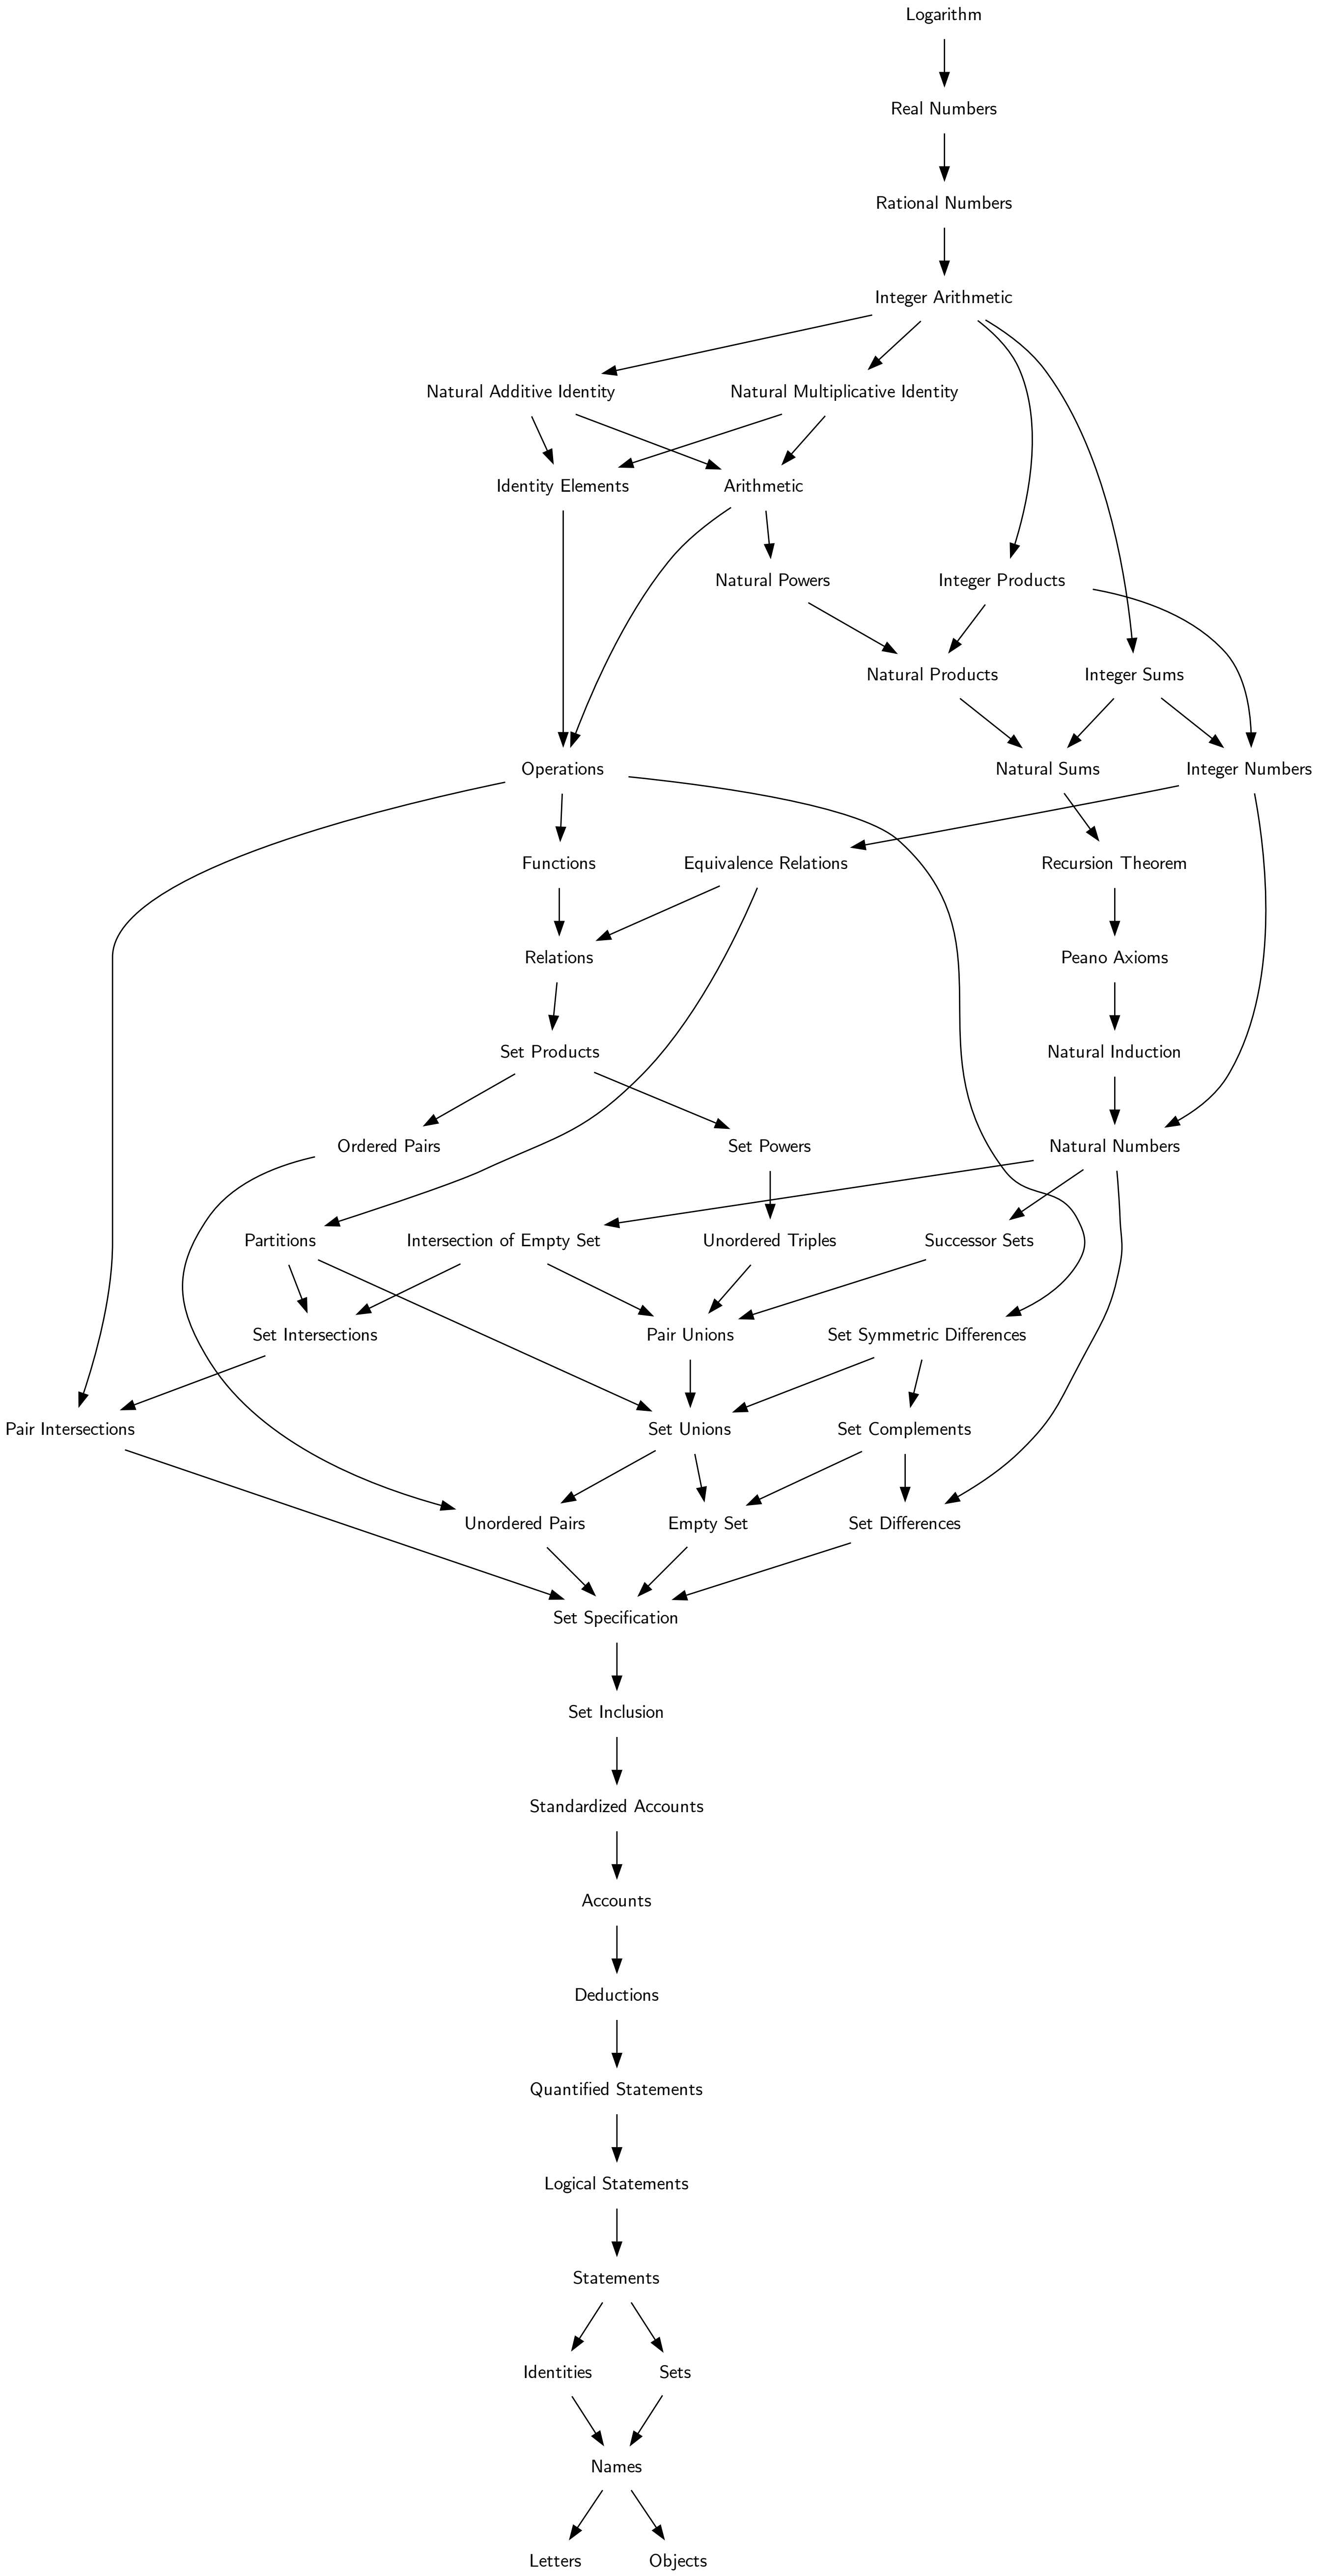 Logarithm
Real Numbers
Rational Numbers
Integer Arithmetic
Natural Additive Identity
Natural Multiplicative Identity
Identity Elements
Arithmetic
Natural Powers
Integer Products
Natural Products
Integer Sums
Operations
Natural Sums
Integer Numbers
Functions
Equivalence Relations
Recursion Theorem
Relations
Peano Axioms
Set Products
Natural Induction
Ordered Pairs
Set Powers
Natural Numbers
Partitions
Intersection of Empty Set
Unordered Triples
Successor Sets
Set Intersections
Pair Unions
Set Symmetric Differences
Pair Intersections
Set Unions
Set Complements
Unordered Pairs
Empty Set
Set Differences
Set Specification
Set Inclusion
Standardized Accounts
Accounts
Deductions
Quantified Statements
Logical Statements
Statements
Identities
Sets
Names
Letters
Objects